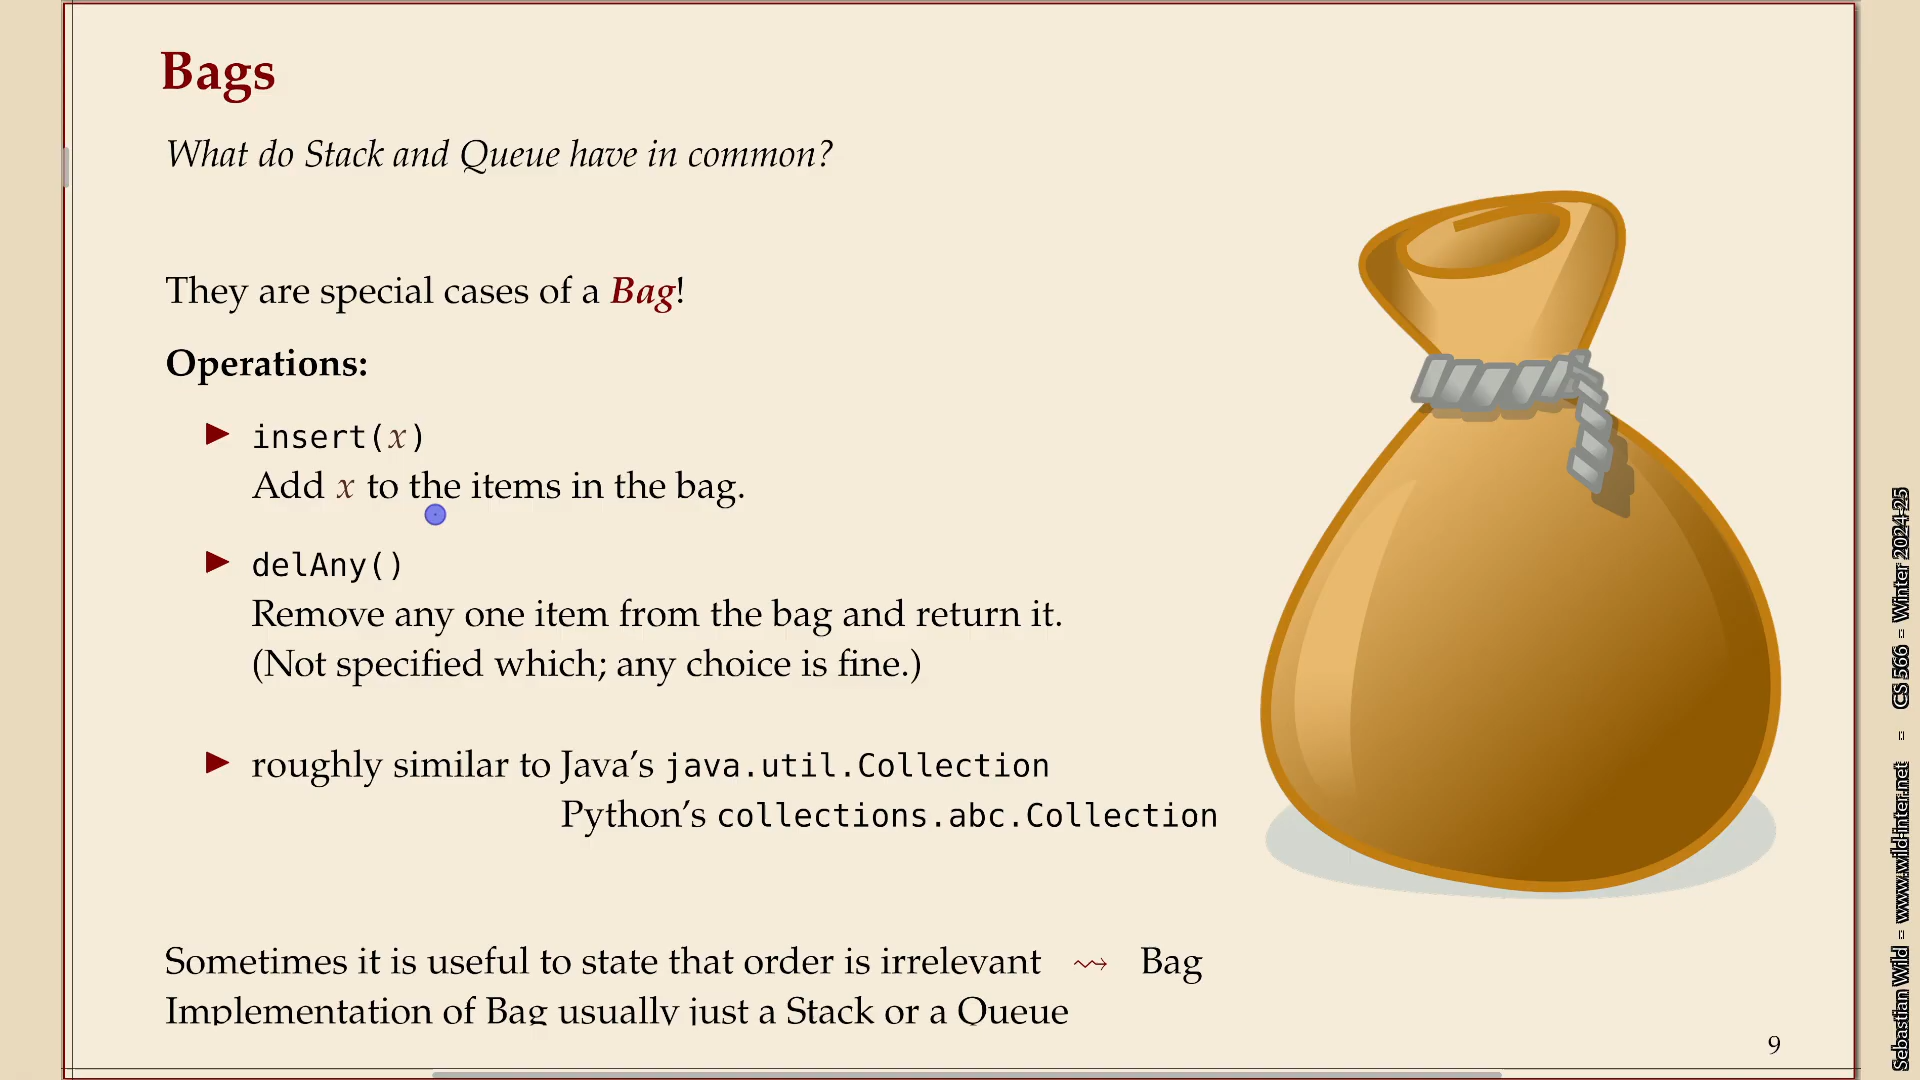 Bags
What do Stack and Queue have in common?
They are special cases of a Bag!
Operations:
▶ insert(x)
Add x to the items in the bag.
▶ delAny()
Remove any one item from the bag and return it.
(Not specified which; any choice is fine.)
▶ roughly similar to Java's java.util.Collection
Python's collections.abc.Collection
Sometimes it is useful to state that order is irrelevant ⇝ Bag
Implementation of Bag usually just a Stack or a Queue
9
Sebastian Wild – www.wild-inter.net – CS 566 – Winter 2024-25